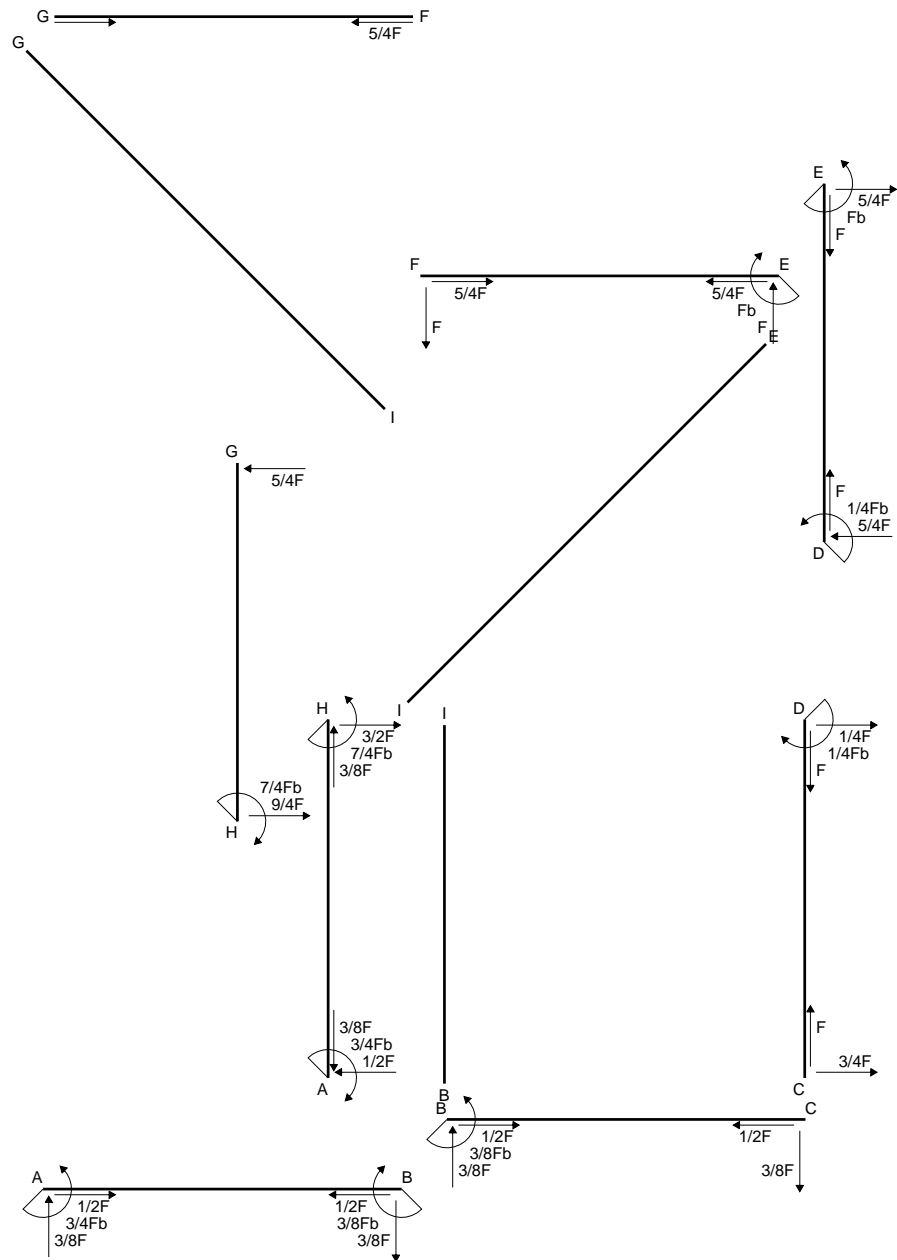 G F
5/4F
G
E
5/4F
Fb
F
F E
5/4F 5/4F
Fb
F F
E
I
G
5/4F
F
1/4Fb
5/4F
D
H I I D
3/2F 1/4F
7/4Fb 1/4Fb
3/8F F
7/4Fb
9/4F
H
3/8F F
3/4Fb
1/2F 3/4F
A B C
B C
1/2F 1/2F
3/8Fb
3/8F 3/8F
A B
1/2F 1/2F
3/4Fb 3/8Fb
3/8F 3/8F